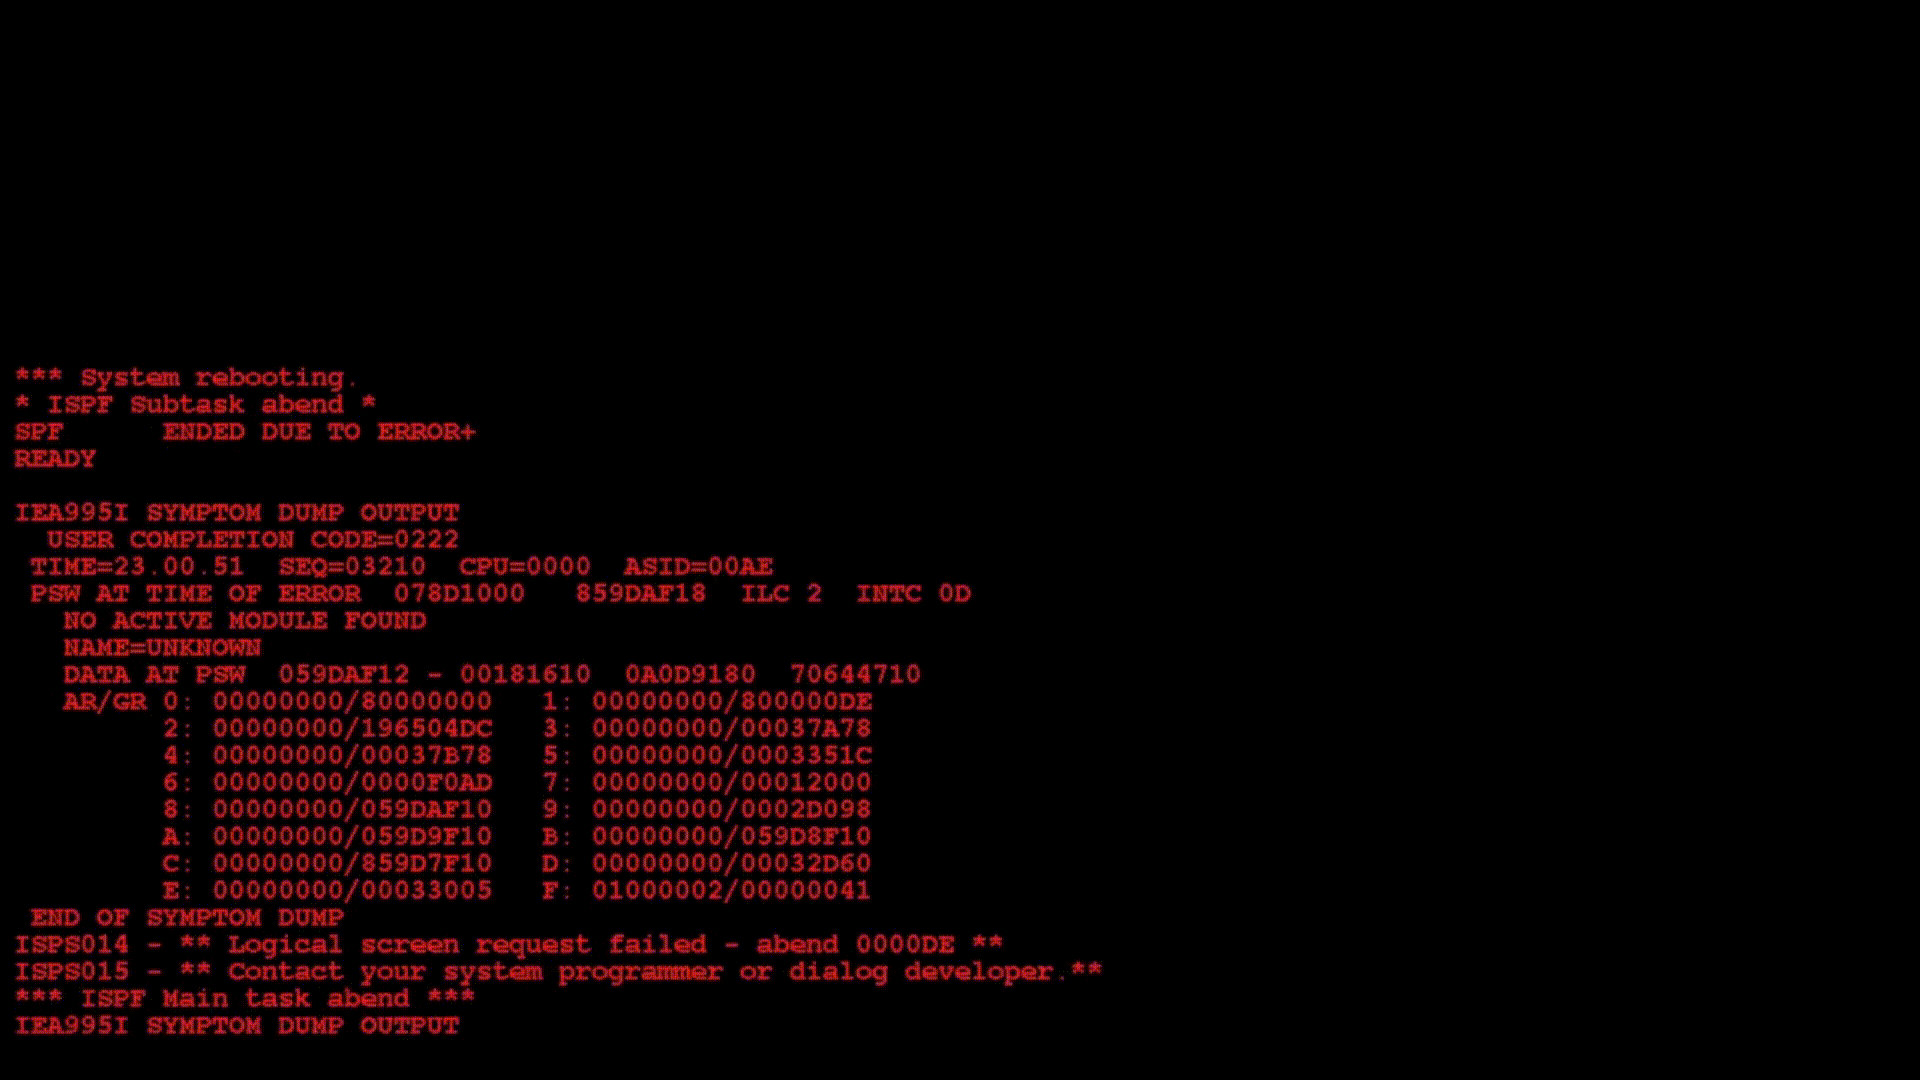 *** System rebooting.
* ISPF Subtask abend *
SPF      ENDED DUE TO ERROR+
READY
IEA995I SYMPTOM DUMP OUTPUT
  USER COMPLETION CODE=0222
 TIME=23.00.51  SEQ=03210  CPU=0000  ASID=00AE
 PSW AT TIME OF ERROR  078D1000   859DAF18  ILC 2  INTC 0D
   NO ACTIVE MODULE FOUND
   NAME=UNKNOWN
   DATA AT PSW  059DAF12 - 00181610  0A0D9180  70644710
   AR/GR 0: 00000000/80000000   1: 00000000/800000DE
         2: 00000000/196504DC   3: 00000000/00037A78
         4: 00000000/00037B78   5: 00000000/0003351C
         6: 00000000/0000F0AD   7: 00000000/00012000
         8: 00000000/059DAF10   9: 00000000/0002D098
         A: 00000000/059D9F10   B: 00000000/059D8F10
         C: 00000000/859D7F10   D: 00000000/00032D60
         E: 00000000/00033005   F: 01000002/00000041
 END OF SYMPTOM DUMP
ISPS014 - ** Logical screen request failed - abend 0000DE **
ISPS015 - ** Contact your system programmer or dialog developer.**
*** ISPF Main task abend ***
IEA995I SYMPTOM DUMP OUTPUT